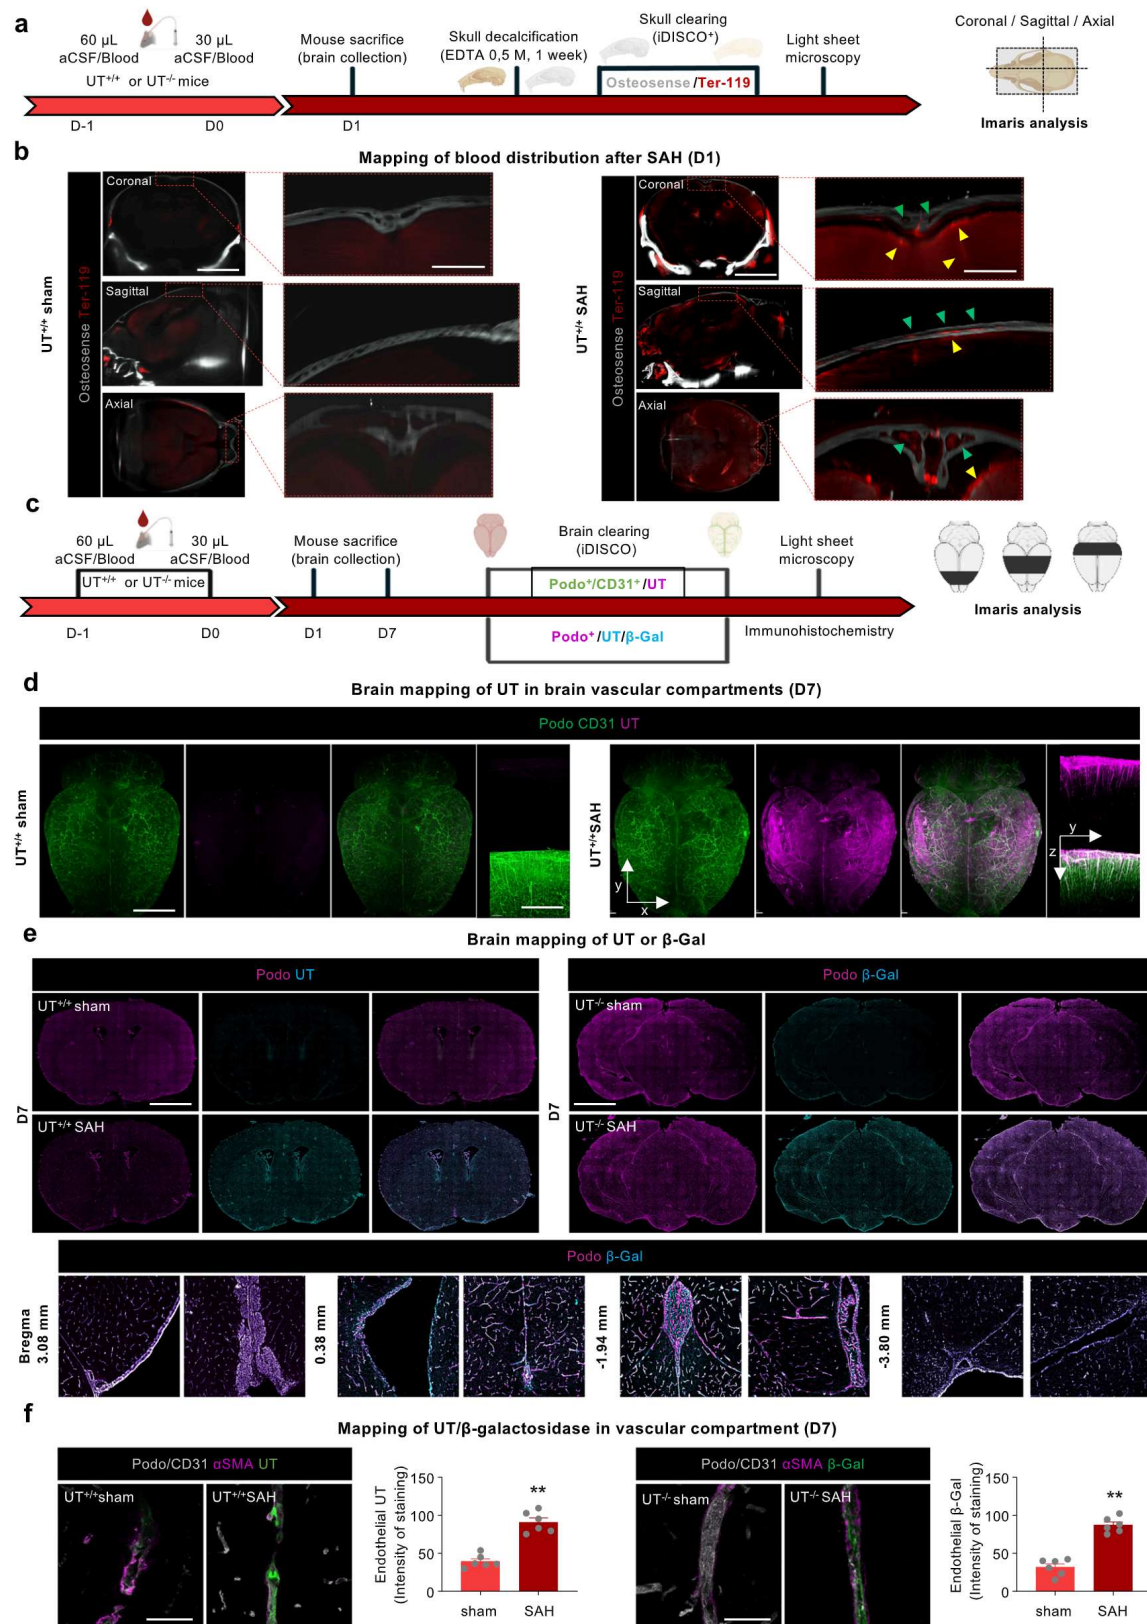 a
60 µL
aCSF/Blood
30 µL
aCSF/Blood
UT+/+ or UT-/- mice
D-1
D0
Mouse sacrifice
(brain collection)
D1
Skull decalcification
(EDTA 0,5 M, 1 week)
Skull clearing
(iDISCO+)
Osteosense/Ter-119
Light sheet
microscopy
Coronal / Sagittal / Axial
Imaris analysis
b
Mapping of blood distribution after SAH (D1)
UT+/+ sham
Osteosense Ter-119
Coronal
Sagittal
Axial
UT+/+ SAH
Osteosense Ter-119
Coronal
Sagittal
Axial
c
60 µL
aCSF/Blood
30 µL
aCSF/Blood
UT+/+ or UT-/- mice
D-1
D0
Mouse sacrifice
(brain collection)
D1
D7
Brain clearing
(iDISCO)
Podo+/CD31+/UT
Podo+/UT/β-Gal
Light sheet
microscopy
Immunohistochemistry
Imaris analysis
d
Brain mapping of UT in brain vascular compartments (D7)
Podo CD31 UT
UT+/+ sham
UT+/+SAH
y
x
y
z
e
Brain mapping of UT or β-Gal
Podo UT
Podo β-Gal
D7
UT+/+ sham
UT+/+ SAH
D7
UT-/- sham
UT-/- SAH
Podo β-Gal
Bregma
3.08 mm
0.38 mm
-1.94 mm
-3.80 mm
f
Mapping of UT/β-galactosidase in vascular compartment (D7)
Podo/CD31 αSMA UT
UT+/+sham
UT+/+SAH
Endothelial UT
(Intensity of staining)
150
100
50
0
**
sham
SAH
Podo/CD31 αSMA β-Gal
UT-/- sham
UT-/- SAH
Endothelial β-Gal
(Intensity of staining)
150
100
50
0
**
sham
SAH